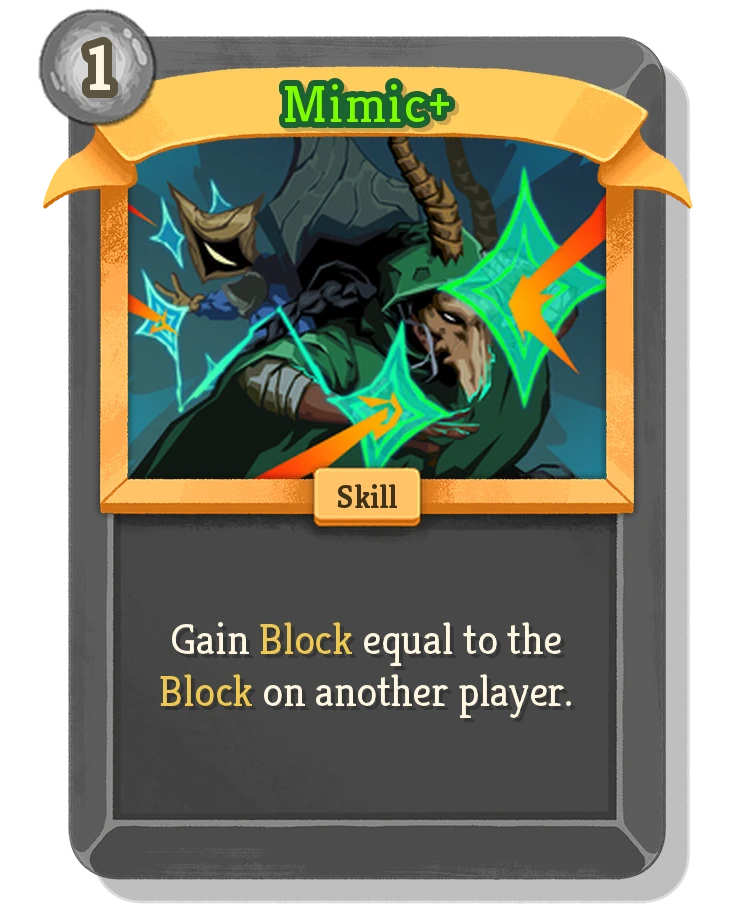 1
Mimic+
Skill
Gain Block equal to the
Block on another player.